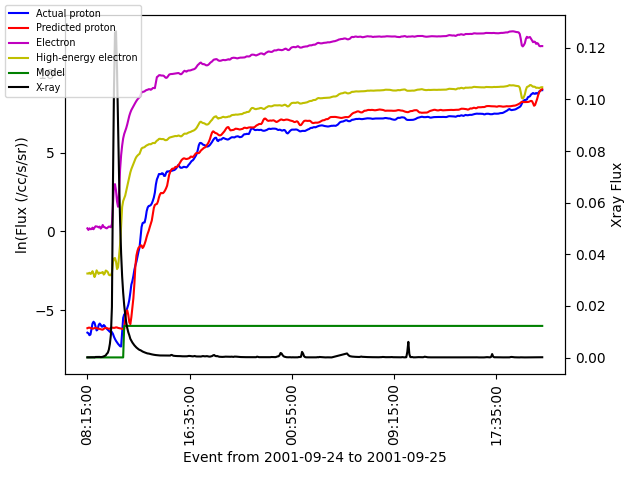 Actual proton
Predicted proton
Electron
High-energy electron
Model
X-ray
5
0
−5
ln(Flux (/cc/s/sr))
0.12
0.10
0.08
0.06
0.04
0.02
0.00
Xray Flux
08:15:00
16:35:00
00:55:00
09:15:00
17:35:00
Event from 2001-09-24 to 2001-09-25